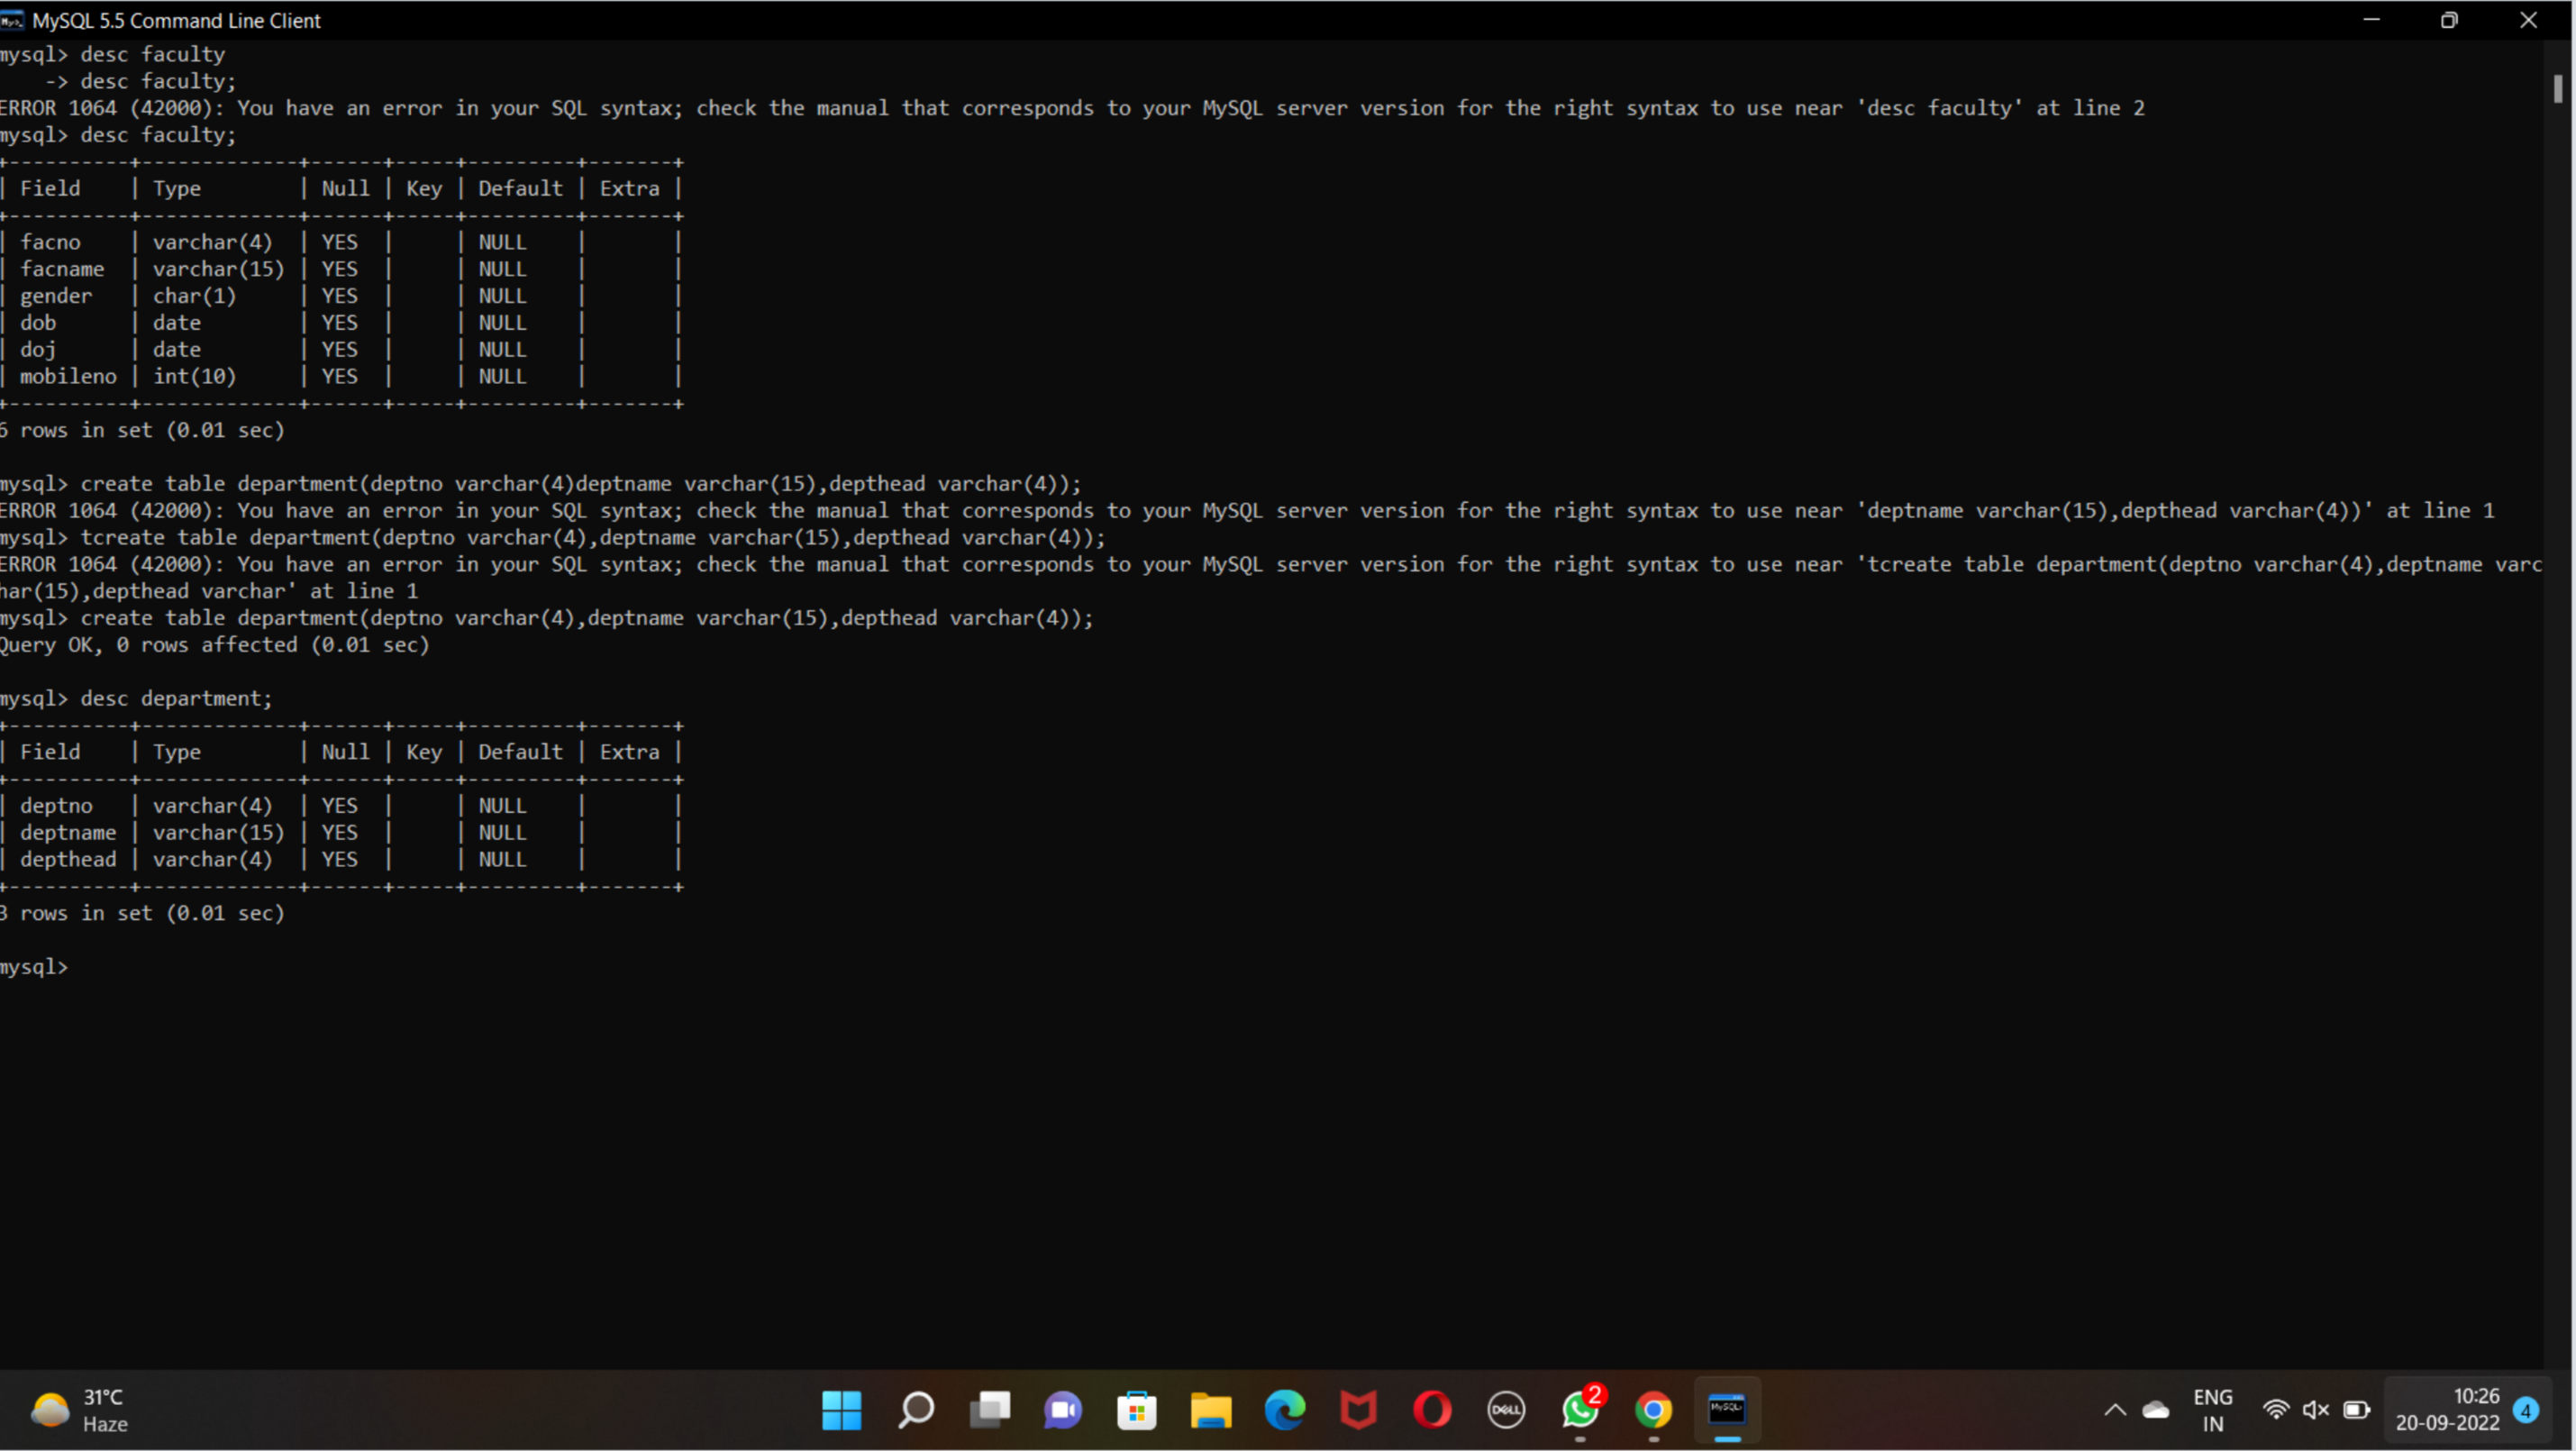 MySQL 5.5 Command Line Client
mysql> desc faculty
    -> desc faculty;
ERROR 1064 (42000): You have an error in your SQL syntax; check the manual that corresponds to your MySQL server version for the right syntax to use near 'desc faculty' at line 2
mysql> desc faculty;
+----------+-------------+------+-----+---------+-------+
| Field    | Type        | Null | Key | Default | Extra |
+----------+-------------+------+-----+---------+-------+
| facno    | varchar(4)  | YES  |     | NULL    |       |
| facname  | varchar(15) | YES  |     | NULL    |       |
| gender   | char(1)     | YES  |     | NULL    |       |
| dob      | date        | YES  |     | NULL    |       |
| doj      | date        | YES  |     | NULL    |       |
| mobileno | int(10)     | YES  |     | NULL    |       |
+----------+-------------+------+-----+---------+-------+
6 rows in set (0.01 sec)
mysql> create table department(deptno varchar(4)deptname varchar(15),depthead varchar(4));
ERROR 1064 (42000): You have an error in your SQL syntax; check the manual that corresponds to your MySQL server version for the right syntax to use near 'deptname varchar(15),depthead varchar(4))' at line 1
mysql> tcreate table department(deptno varchar(4),deptname varchar(15),depthead varchar(4));
ERROR 1064 (42000): You have an error in your SQL syntax; check the manual that corresponds to your MySQL server version for the right syntax to use near 'tcreate table department(deptno varchar(4),deptname varc
har(15),depthead varchar' at line 1
mysql> create table department(deptno varchar(4),deptname varchar(15),depthead varchar(4));
Query OK, 0 rows affected (0.01 sec)
mysql> desc department;
+----------+-------------+------+-----+---------+-------+
| Field    | Type        | Null | Key | Default | Extra |
+----------+-------------+------+-----+---------+-------+
| deptno   | varchar(4)  | YES  |     | NULL    |       |
| deptname | varchar(15) | YES  |     | NULL    |       |
| depthead | varchar(4)  | YES  |     | NULL    |       |
+----------+-------------+------+-----+---------+-------+
3 rows in set (0.01 sec)
mysql>
31°C
Haze
DELL
2
MySQL>
ENG
IN
10:26
20-09-2022
4